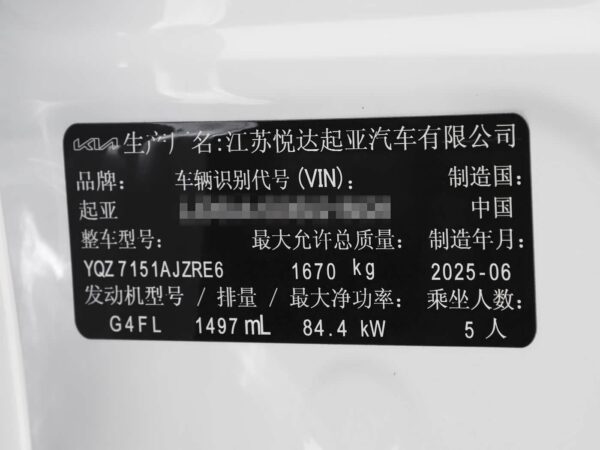 KIA 生产厂名:江苏悦达起亚汽车有限公司
品牌: 车辆识别代号(VIN): 制造国:
起亚 中国
整车型号: 最大允许总质量: 制造年月:
YQZ7151AJZRE6 1670 kg 2025-06
发动机型号 / 排量 / 最大净功率: 乘坐人数:
G4FL 1497mL 84.4 kW 5 人